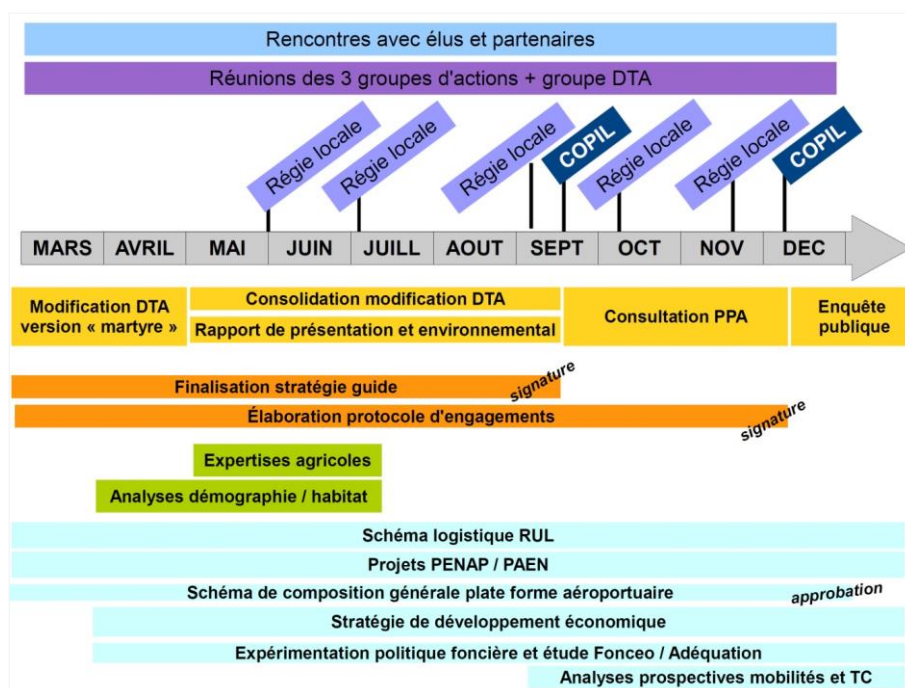 Rencontres avec élus et partenaires
Réunions des 3 groupes d'actions + groupe DTA
Régie locale
Régie locale
Régie locale
COPIL
Régie locale
Régie locale
COPIL
MARS AVRIL MAI JUIN JUILL AOUT SEPT OCT NOV DEC
Modification DTA
version « martyre »
Consolidation modification DTA
Rapport de présentation et environnemental
Consultation PPA
Enquête
publique
Finalisation stratégie guide
signature
Élaboration protocole d'engagements
signature
Expertises agricoles
Analyses démographie / habitat
Schéma logistique RUL
Projets PENAP / PAEN
Schéma de composition générale plate forme aéroportuaire
approbation
Stratégie de développement économique
Expérimentation politique foncière et étude Fonceo / Adéquation
Analyses prospectives mobilités et TC